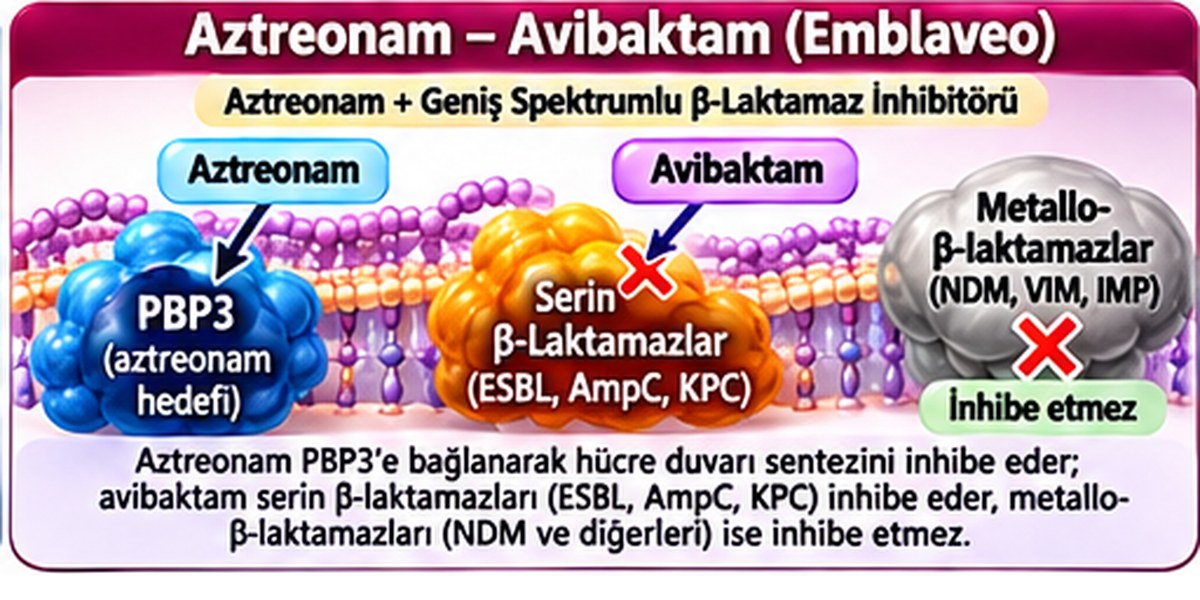 Aztreonam – Avibaktam (Emblaveo)
Aztreonam + Geniş Spektrumlu β-Laktamaz İnhibitörü
Aztreonam
Avibaktam
PBP3
(aztreonam
hedefi)
Serin
β-Laktamazlar
(ESBL, AmpC, KPC)
Metallo-
β-laktamazlar
(NDM, VIM, IMP)
İnhibe etmez
Aztreonam PBP3'e bağlanarak hücre duvarı sentezini inhibe eder;
avibaktam serin β-laktamazları (ESBL, AmpC, KPC) inhibe eder, metallo-
β-laktamazları (NDM ve diğerleri) ise inhibe etmez.